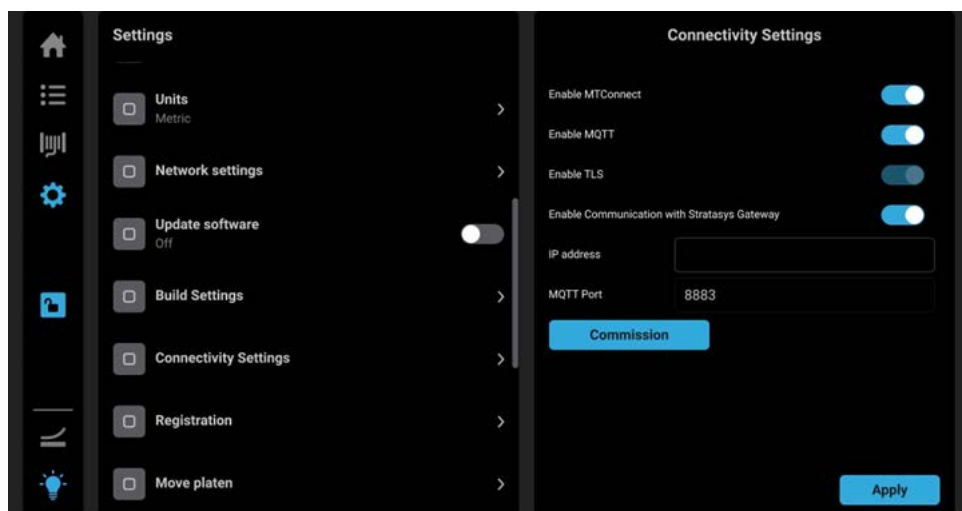 Settings
Units
Metric
Network settings
Update software
Off
Build Settings
Connectivity Settings
Registration
Move platen
Connectivity Settings
Enable MTConnect
Enable MQTT
Enable TLS
Enable Communication with Stratasys Gateway
IP address
MQTT Port 8883
Commission
Apply